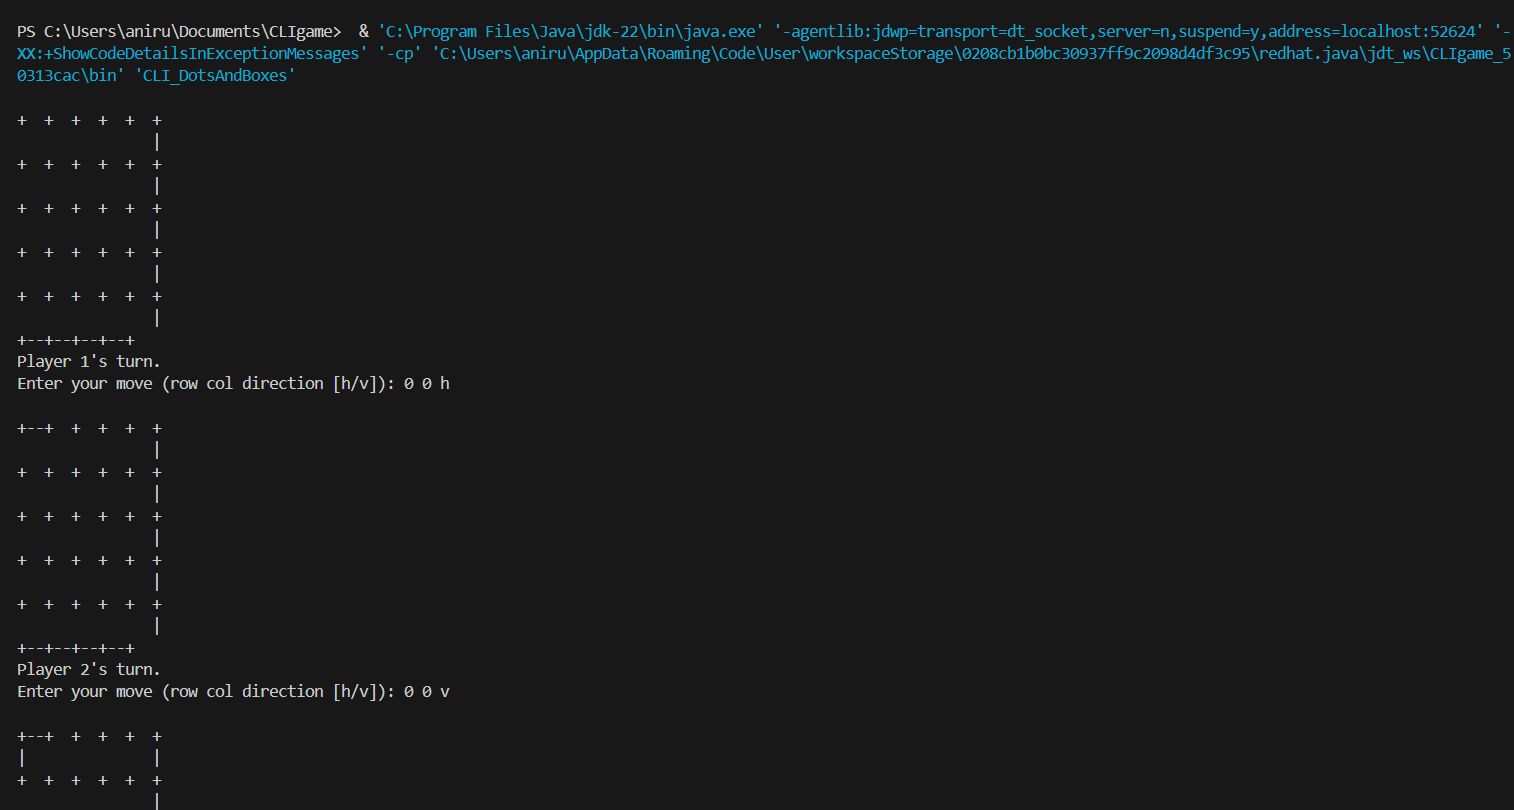 PS C:\Users\aniru\Documents\CLIgame>  & 'C:\Program Files\Java\jdk-22\bin\java.exe' '-agentlib:jdwp=transport=dt_socket,server=n,suspend=y,address=localhost:52624' '-
XX:+ShowCodeDetailsInExceptionMessages' '-cp' 'C:\Users\aniru\AppData\Roaming\Code\User\workspaceStorage\0208cb1b0bc30937ff9c2098d4df3c95\redhat.java\jdt_ws\CLIgame_5
0313cac\bin' 'CLI_DotsAndBoxes'

+  +  +  +  +  +
               |
+  +  +  +  +  +
               |
+  +  +  +  +  +
               |
+  +  +  +  +  +
               |
+  +  +  +  +  +
               |
+--+--+--+--+
Player 1's turn.
Enter your move (row col direction [h/v]): 0 0 h

+--+  +  +  +  +
               |
+  +  +  +  +  +
               |
+  +  +  +  +  +
               |
+  +  +  +  +  +
               |
+  +  +  +  +  +
               |
+--+--+--+--+
Player 2's turn.
Enter your move (row col direction [h/v]): 0 0 v

+--+  +  +  +  +
|              |
+  +  +  +  +  +
               |